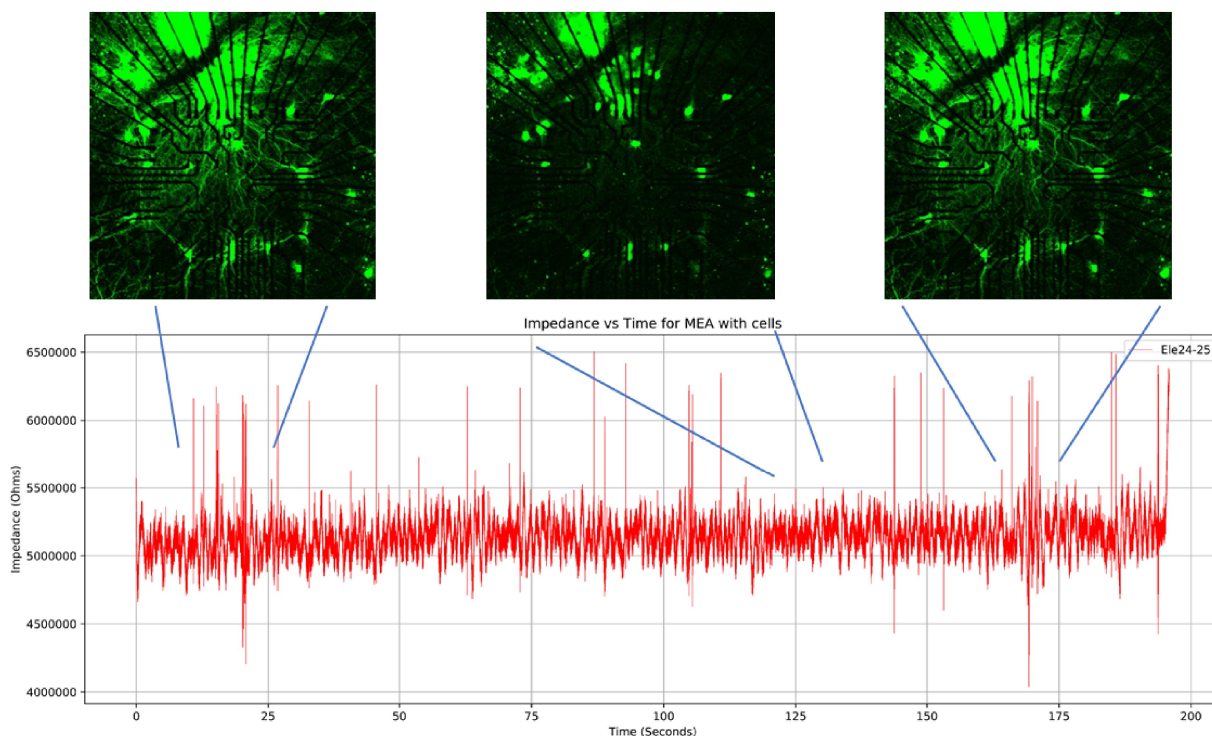 Impedance vs Time for MEA with cells
Ele24-25
Impedance (Ohms)
6500000
6000000
5500000
5000000
4500000
4000000
0 25 50 75 100 125 150 175 200
Time (Seconds)